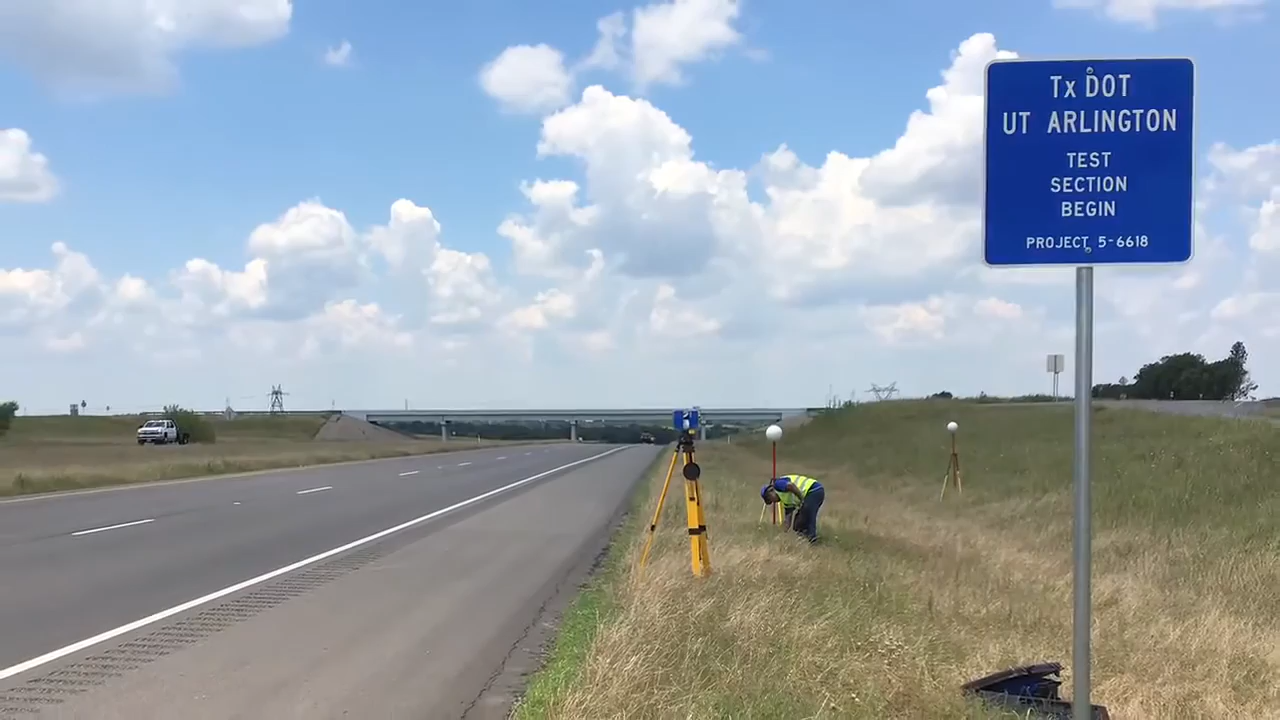 Tx DOT
UT ARLINGTON
TEST
SECTION
BEGIN
PROJECT 5-6618